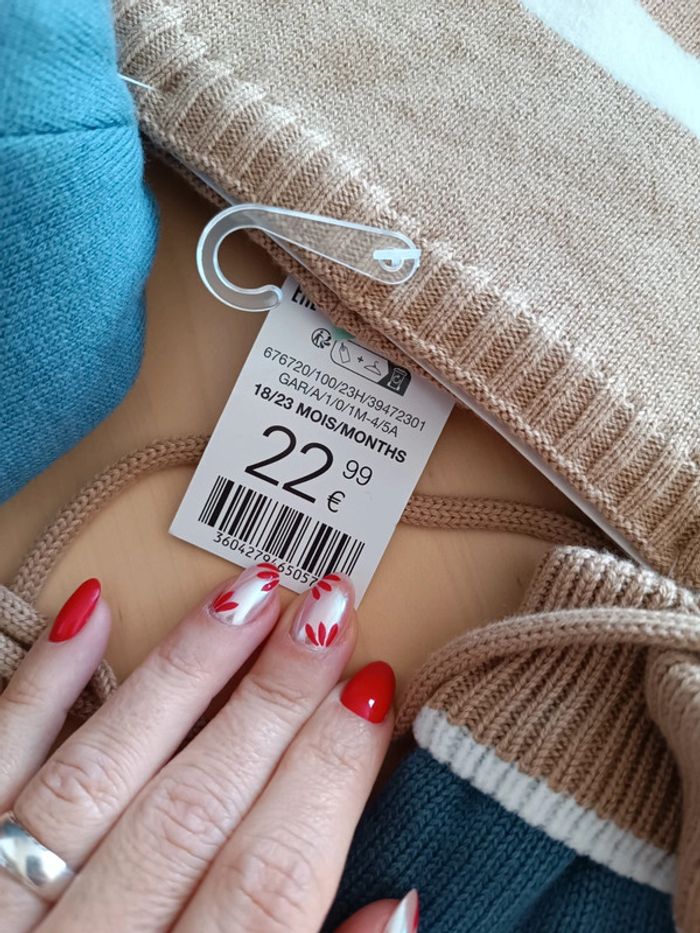 676720/100/23H/39472301
GAR/A/1/0/1M-4/5A
18/23 MOIS/MONTHS
22 99
€